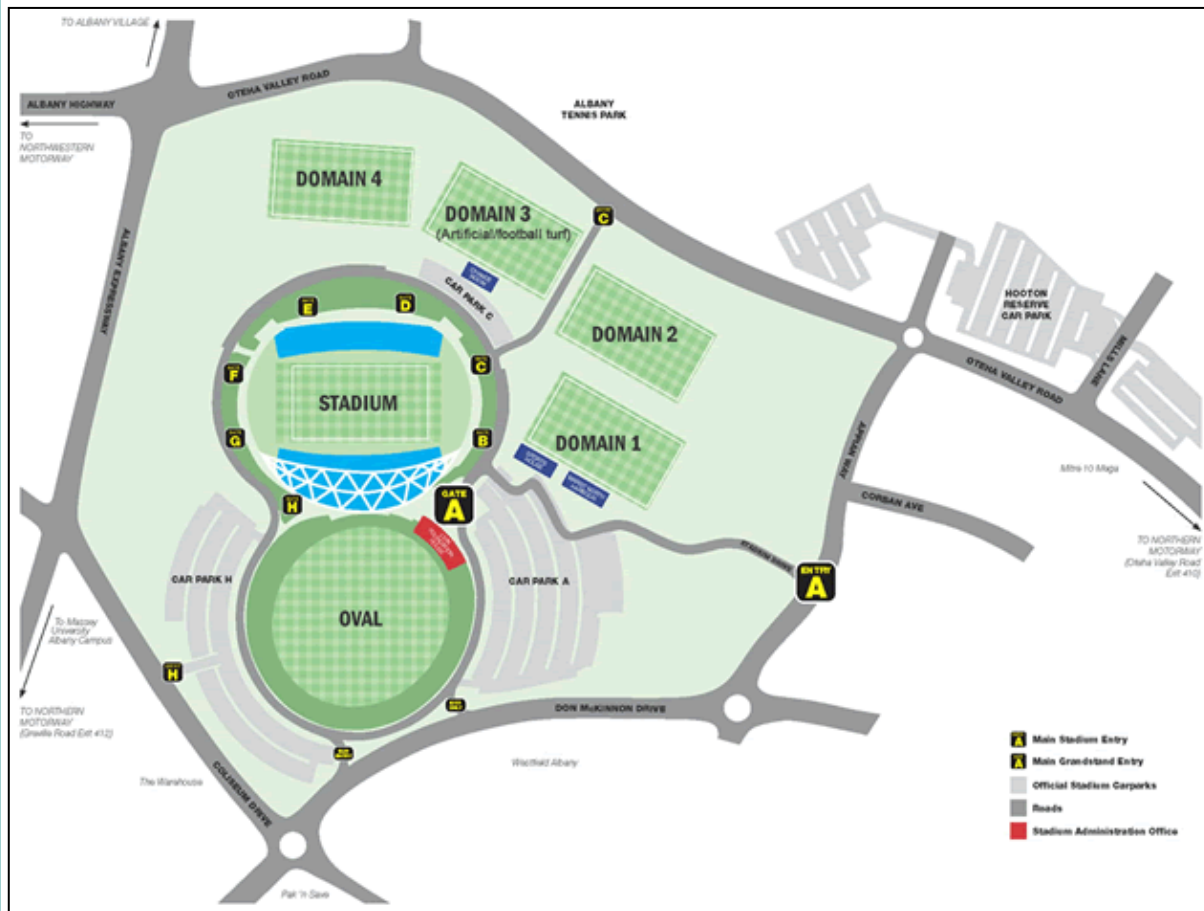 TO ALBANY VILLAGE
OTEHA VALLEY ROAD
ALBANY HIGHWAY
TO
NORTHWESTERN
MOTORWAY
ALBANY
TENNIS PARK
DOMAIN 4
DOMAIN 3
(Artificial/football turf)
C
CAR PARK C
ALBANY EXPRESSWAY
E
D
DOMAIN 2
HOOTON
RESERVE
CAR PARK
MILLS LANE
OTEHA VALLEY ROAD
F
C
STADIUM
G
B
DOMAIN 1
APPIAN WAY
Mitre 10 Mega
CORBAN AVE
H
GATE
A
TO NORTHERN
MOTORWAY
(Oteha Valley Road
Exit 410)
STADIUM DRIVE
ENTRY
A
CAR PARK H
CAR PARK A
OVAL
To Massey
University
Albany Campus
H
TO NORTHERN
MOTORWAY
(Greville Road Exit 412)
DON McKINNON DRIVE
Westfield Albany
The Warehouse
COLISEUM DRIVE
Pak 'n Save
A Main Stadium Entry
A Main Grandstand Entry
Official Stadium Carparks
Roads
Stadium Administration Office